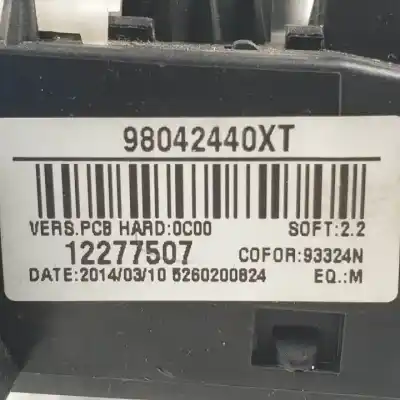 98042440XT
VERS.PCB HARD:0C00 SOFT:2.2
12277507 COFOR:93324N
DATE:2014/03/10 5260200824 EQ.:M